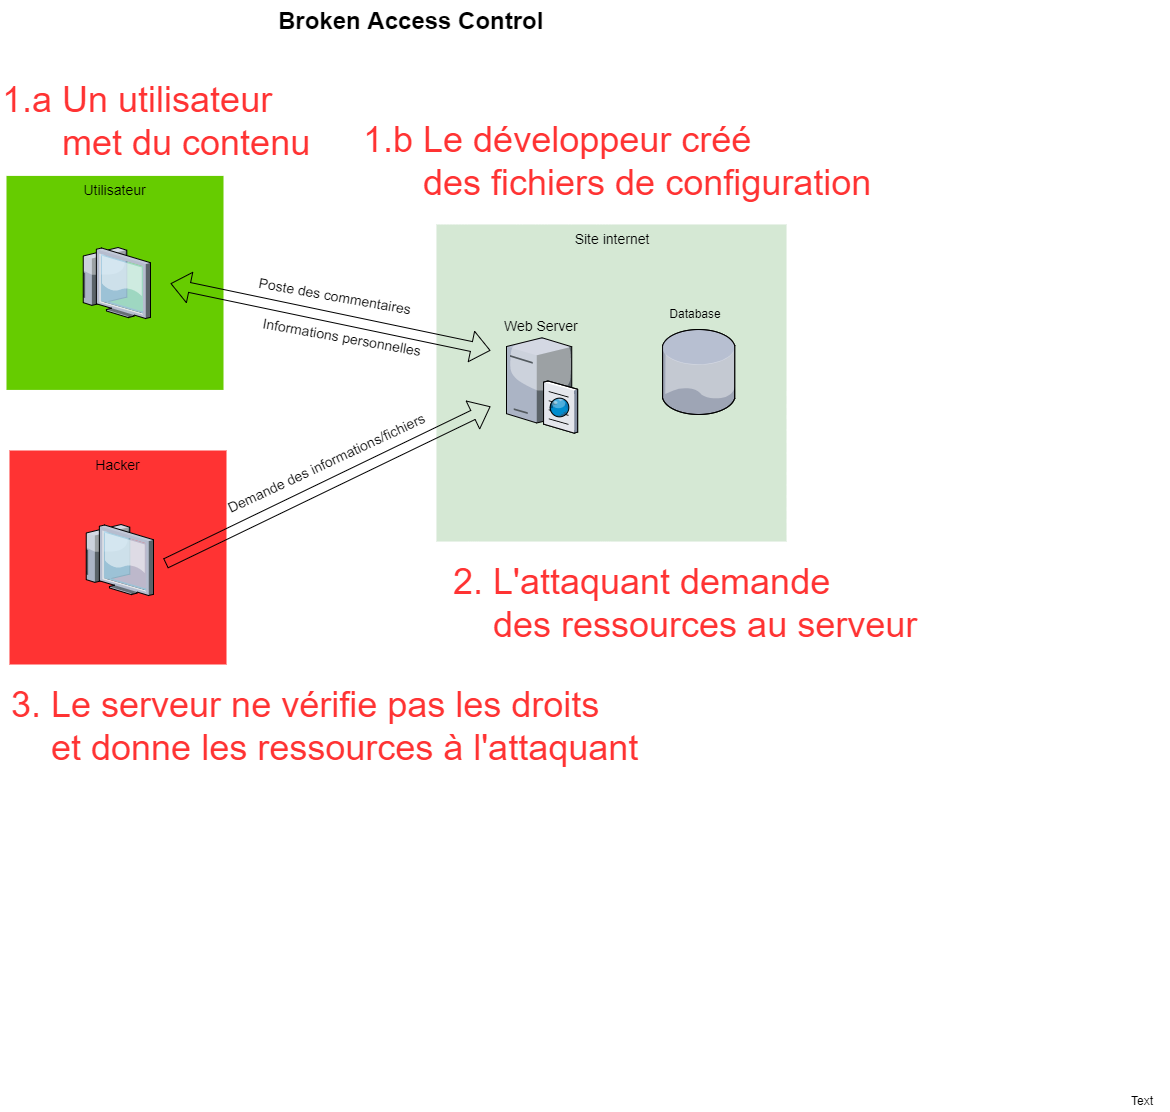 Broken Access Control
1.a Un utilisateur
met du contenu
1.b Le développeur créé
des fichiers de configuration
Utilisateur
Site internet
Poste des commentaires
Informations personnelles
Web Server
Database
Hacker
Demande des informations/fichiers
2. L'attaquant demande
des ressources au serveur
3. Le serveur ne vérifie pas les droits
et donne les ressources à l'attaquant
Text